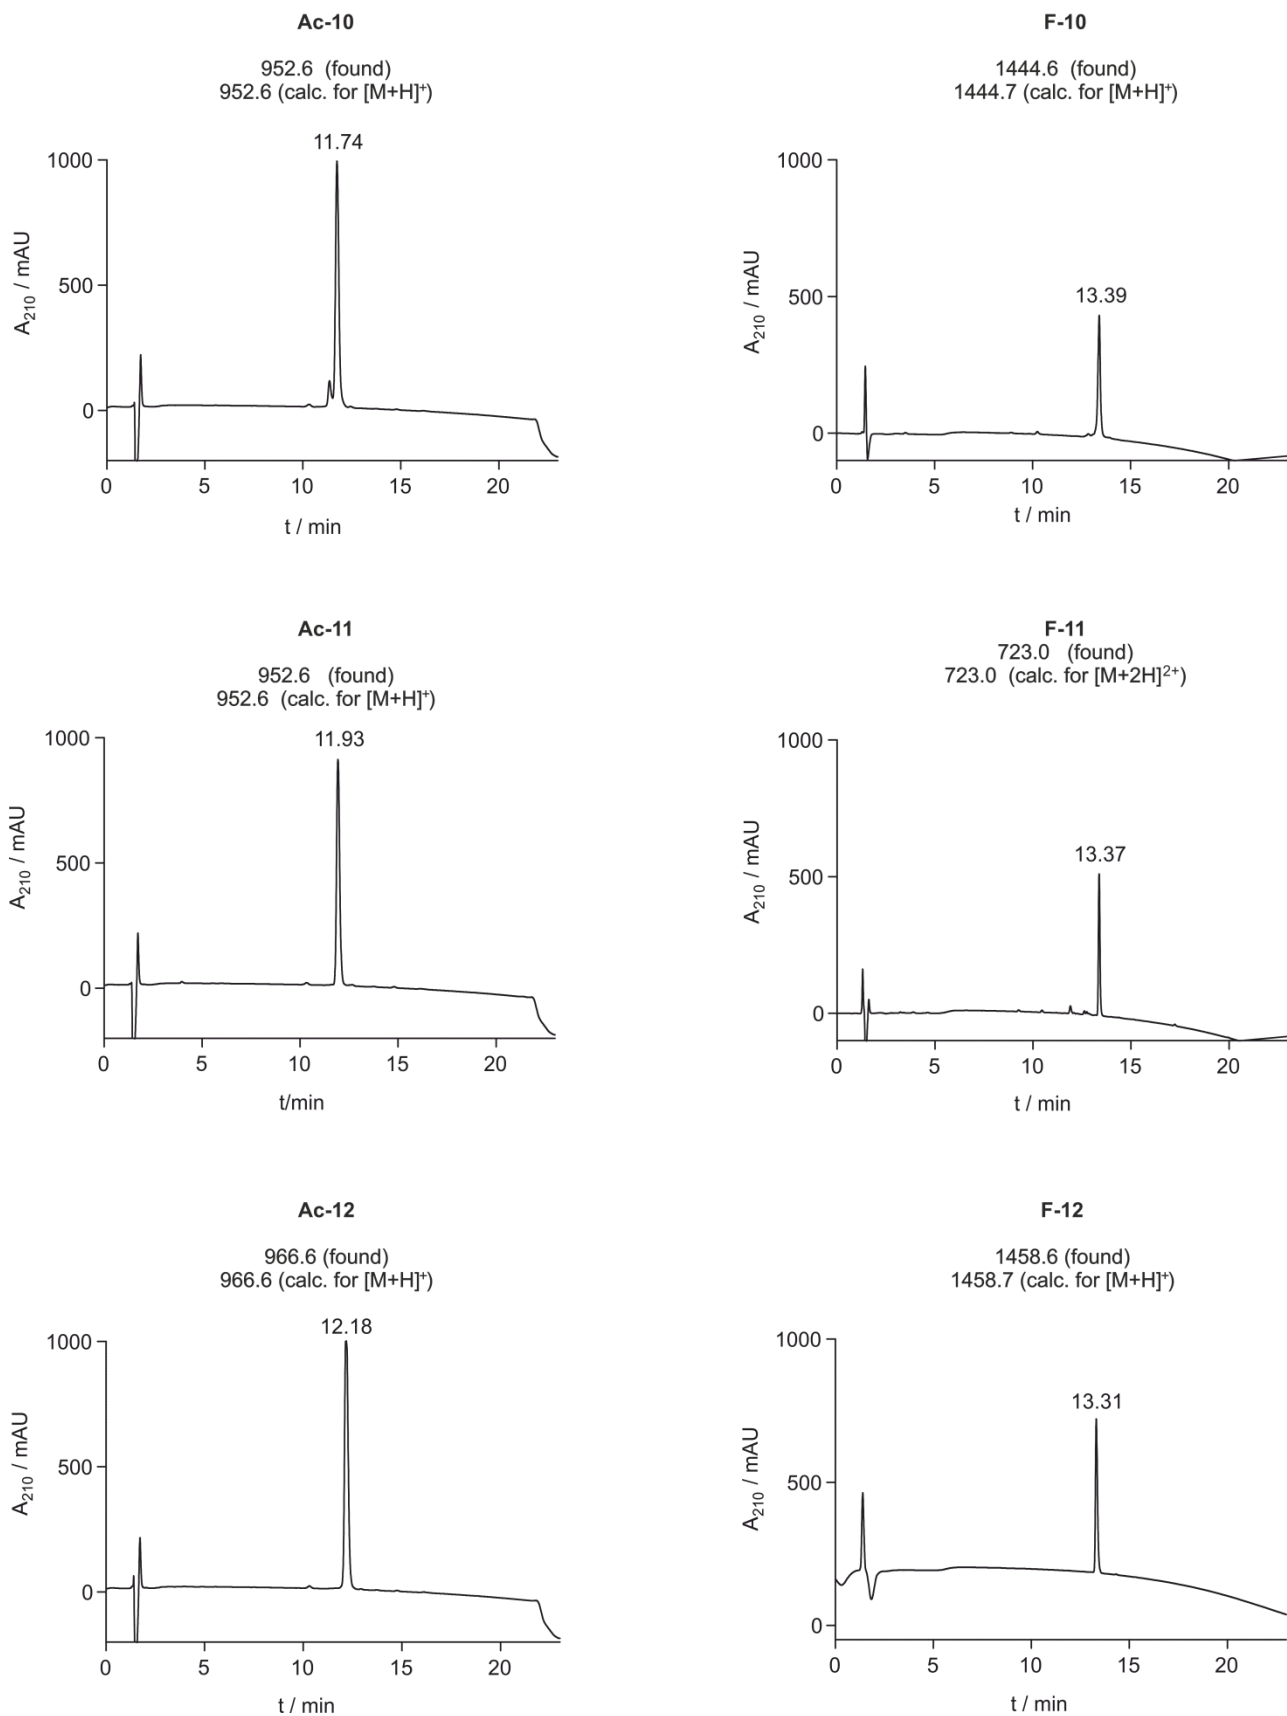 Ac-10
952.6 (found)
952.6 (calc. for [M+H]⁺)
11.74
1000
500
0
A₂₁₀ / mAU
0 5 10 15 20
t / min
F-10
1444.6 (found)
1444.7 (calc. for [M+H]⁺)
1000
13.39
500
0
A₂₁₀ / mAU
0 5 10 15 20
t / min
Ac-11
952.6 (found)
952.6 (calc. for [M+H]⁺)
11.93
1000
500
0
A₂₁₀ / mAU
0 5 10 15 20
t/min
F-11
723.0 (found)
723.0 (calc. for [M+2H]²⁺)
1000
13.37
500
0
A₂₁₀ / mAU
0 5 10 15 20
t / min
Ac-12
966.6 (found)
966.6 (calc. for [M+H]⁺)
12.18
1000
500
0
A₂₁₀ / mAU
0 5 10 15 20
t / min
F-12
1458.6 (found)
1458.7 (calc. for [M+H]⁺)
1000
13.31
500
0
A₂₁₀ / mAU
0 5 10 15 20
t / min